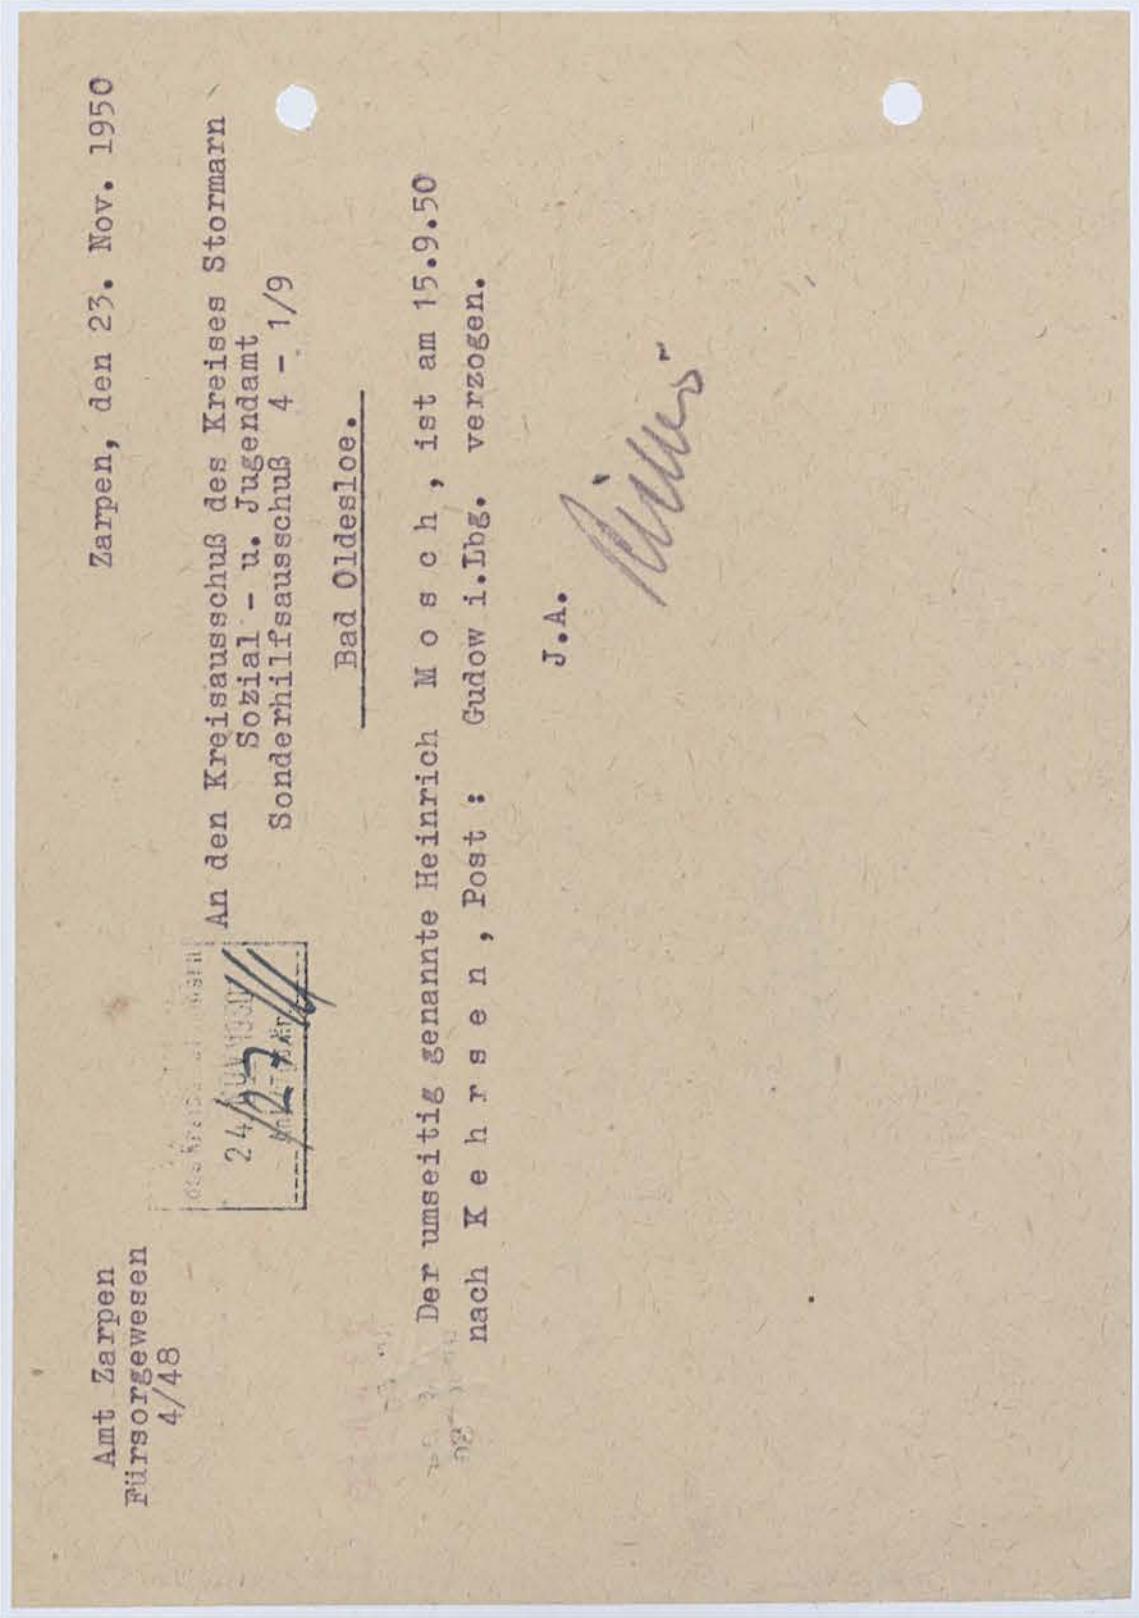 Amt Zarpen
Fürsorgewesen
4/48
Zarpen, den 23. Nov. 1950
An den Kreisausschuß des Kreises Stormarn
Sozial - u. Jugendamt
Sonderhilfsausschuß 4 - 1/9
Bad Oldesloe.
24
Der umseitig genannte Heinrich M o s c h , ist am 15.9.50
nach K e h r s e n , Post : Gudow i.Lbg. verzogen.
J.A.